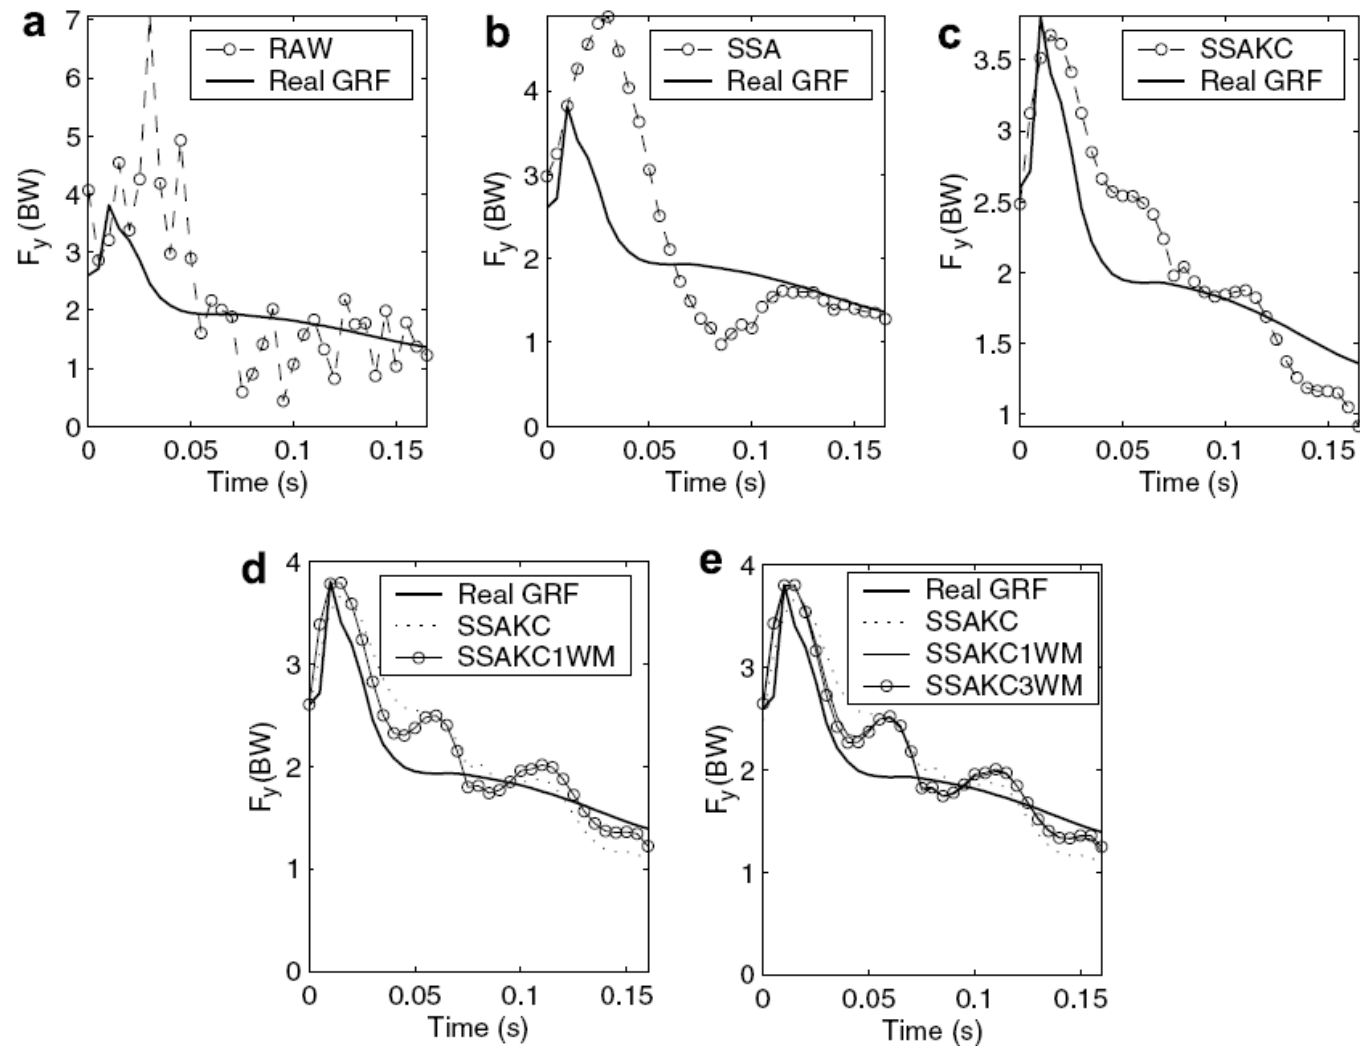 a
RAW
Real GRF
7
6
5
4
3
2
1
0
F_y (BW)
0 0.05 0.1 0.15
Time (s)
b
SSA
Real GRF
4
3
2
1
0
F_y (BW)
0 0.05 0.1 0.15
Time (s)
c
SSAKC
Real GRF
3.5
3
2.5
2
1.5
1
F_y (BW)
0 0.05 0.1 0.15
Time (s)
d
Real GRF
SSAKC
SSAKC1WM
4
3
2
1
0
F_y (BW)
0 0.05 0.1 0.15
Time (s)
e
Real GRF
SSAKC
SSAKC1WM
SSAKC3WM
4
3
2
1
0
F_y (BW)
0 0.05 0.1 0.15
Time (s)